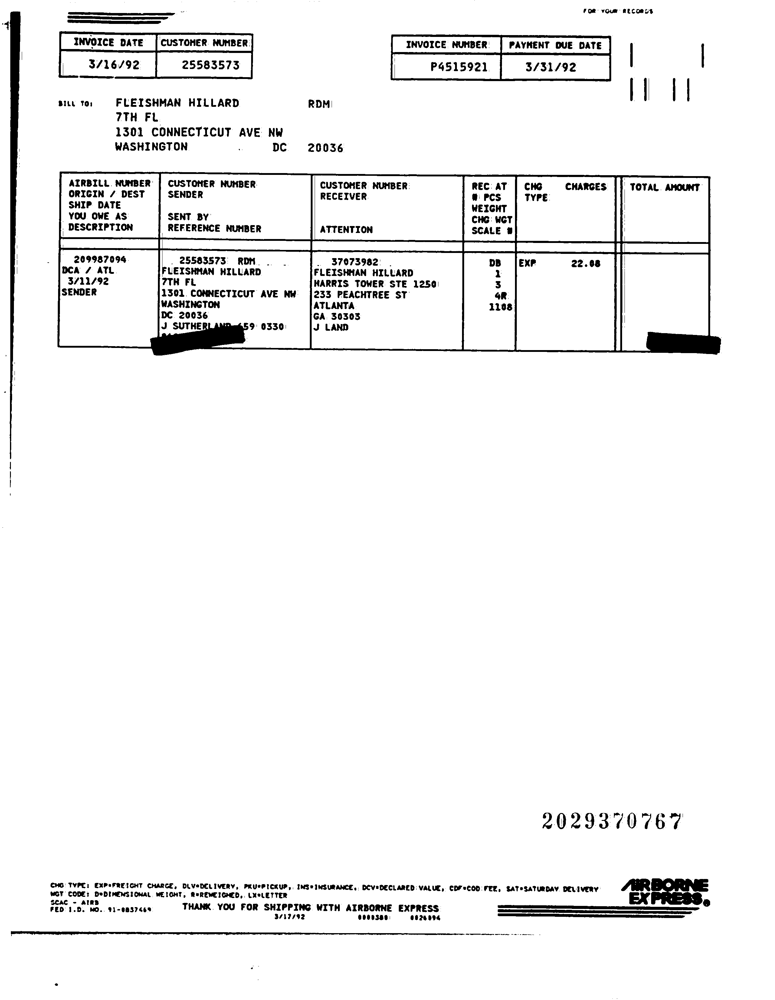 FOR YOUR RECORDS
INVOICE DATE CUSTOMER NUMBER INVOICE NUMBER PAYMENT DUE DATE
3/16/92 25583573 P4515921 3/31/92
BILL TO: FLEISHMAN HILLARD RDM
7TH FL
1301 CONNECTICUT AVE NW
WASHINGTON DC 20036
AIRBILL NUMBER CUSTOMER NUMBER CUSTOMER NUMBER REC AT CHG CHARGES TOTAL AMOUNT
ORIGIN / DEST SENDER RECEIVER # PCS TYPE
SHIP DATE WEIGHT
YOU OWE AS SENT BY CHG WGT
DESCRIPTION REFERENCE NUMBER ATTENTION SCALE #
209987094 25583573 RDM 37073982 DB EXP 22.08
DCA / ATL FLEISHMAN HILLARD FLEISHMAN HILLARD 1
3/11/92 7TH FL HARRIS TOWER STE 1250 3
SENDER 1301 CONNECTICUT AVE NW 233 PEACHTREE ST 4R
WASHINGTON ATLANTA 1108
DC 20036 GA 30303
J SUTHERLAND 659 0330 J LAND
2029370767
CHG TYPE: EXP=FREIGHT CHARGE, DLV=DELIVERY, PKU=PICKUP, INS=INSURANCE, DCV=DECLARED VALUE, CDF=COD FEE, SAT=SATURDAY DELIVERY
WGT CODE: D=DIMENSIONAL WEIGHT, R=REWEIGHED, LX=LETTER
SCAC - AIRB
FED I.D. NO. 91-0837469 THANK YOU FOR SHIPPING WITH AIRBORNE EXPRESS
3/17/92
AIRBORNE
EXPRESS